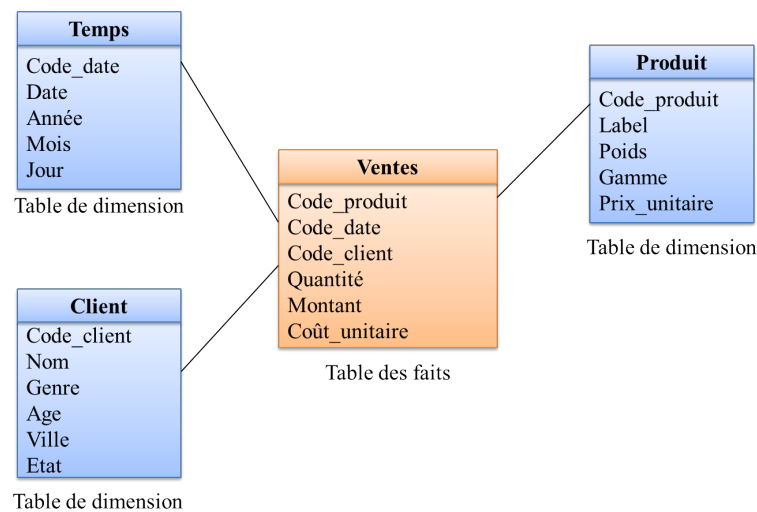 Temps
Code_date
Date
Année
Mois
Jour
Table de dimension
Client
Code_client
Nom
Genre
Age
Ville
Etat
Table de dimension
Ventes
Code_produit
Code_date
Code_client
Quantité
Montant
Coût_unitaire
Table des faits
Produit
Code_produit
Label
Poids
Gamme
Prix_unitaire
Table de dimension